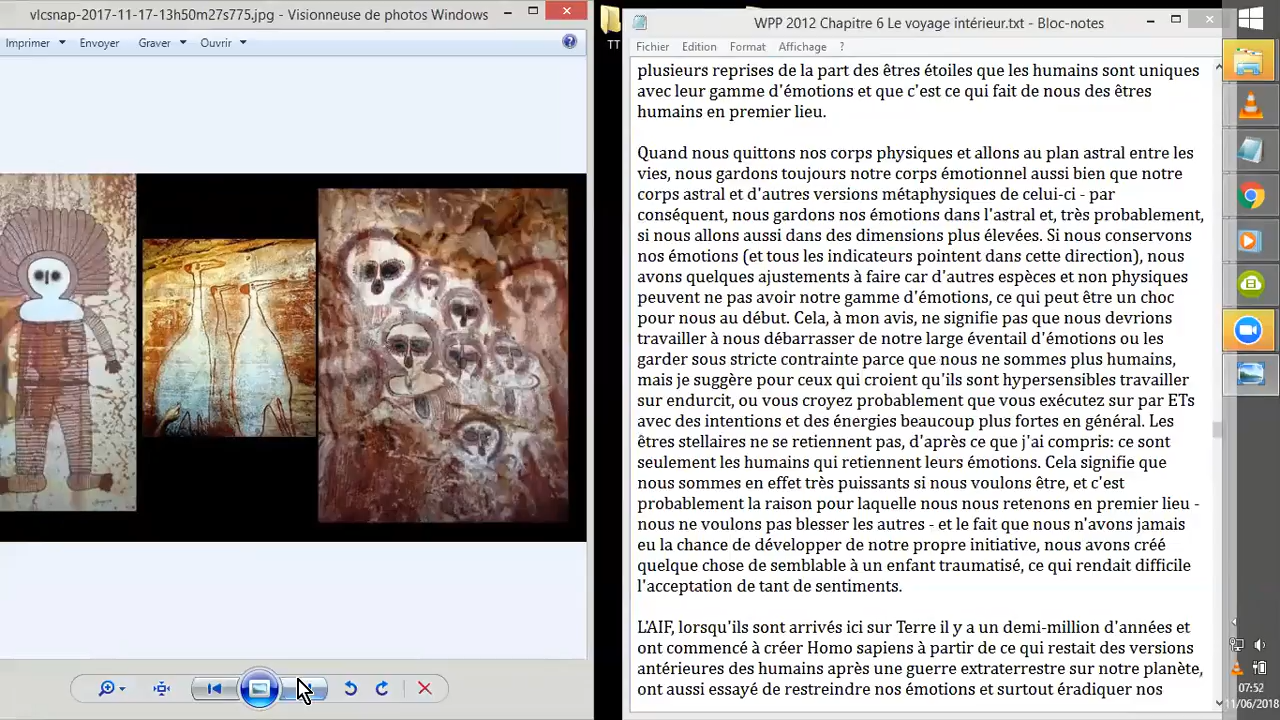 vlcsnap-2017-11-17-13h50m27s775.jpg - Visionneuse de photos Windows
Imprimer Envoyer Graver Ouvrir
TT
WPP 2012 Chapitre 6 Le voyage intérieur.txt - Bloc-notes
Fichier Edition Format Affichage ?
plusieurs reprises de la part des êtres étoiles que les humains sont uniques
avec leur gamme d'émotions et que c'est ce qui fait de nous des êtres
humains en premier lieu.
Quand nous quittons nos corps physiques et allons au plan astral entre les
vies, nous gardons toujours notre corps émotionnel aussi bien que notre
corps astral et d'autres versions métaphysiques de celui-ci - par
conséquent, nous gardons nos émotions dans l'astral et, très probablement,
si nous allons aussi dans des dimensions plus élevées. Si nous conservons
nos émotions (et tous les indicateurs pointent dans cette direction), nous
avons quelques ajustements à faire car d'autres espèces et non physiques
peuvent ne pas avoir notre gamme d'émotions, ce qui peut être un choc
pour nous au début. Cela, à mon avis, ne signifie pas que nous devrions
travailler à nous débarrasser de notre large éventail d'émotions ou les
garder sous stricte contrainte parce que nous ne sommes plus humains,
mais je suggère pour ceux qui croient qu'ils sont hypersensibles travailler
sur endurcit, ou vous croyez probablement que vous exécutez sur par ETs
avec des intentions et des énergies beaucoup plus fortes en général. Les
êtres stellaires ne se retiennent pas, d'après ce que j'ai compris: ce sont
seulement les humains qui retiennent leurs émotions. Cela signifie que
nous sommes en effet très puissants si nous voulons être, et c'est
probablement la raison pour laquelle nous nous retenons en premier lieu -
nous ne voulons pas blesser les autres - et le fait que nous n'avons jamais
eu la chance de développer de notre propre initiative, nous avons créé
quelque chose de semblable à un enfant traumatisé, ce qui rendait difficile
l'acceptation de tant de sentiments.
L'AIF, lorsqu'ils sont arrivés ici sur Terre il y a un demi-million d'années et
ont commencé à créer Homo sapiens à partir de ce qui restait des versions
antérieures des humains après une guerre extraterrestre sur notre planète,
ont aussi essayé de restreindre nos émotions et surtout éradiquer nos
07:52
11/06/2018